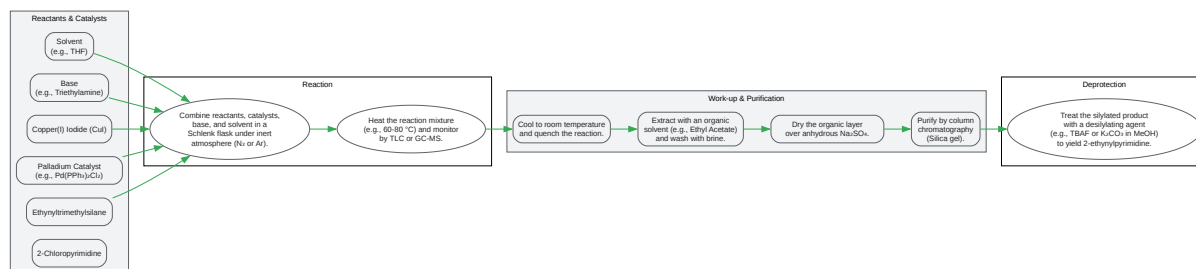 Reactants & Catalysts
Solvent
(e.g., THF)
Base
(e.g., Triethylamine)
Copper(I) Iodide (CuI)
Palladium Catalyst
(e.g., Pd(PPh₃)₂Cl₂)
Ethynyltrimethylsilane
2-Chloropyrimidine
Reaction
Combine reactants, catalysts,
base, and solvent in a
Schlenk flask under inert
atmosphere (N₂ or Ar).
Heat the reaction mixture
(e.g., 60-80 °C) and monitor
by TLC or GC-MS.
Work-up & Purification
Cool to room temperature
and quench the reaction.
Extract with an organic
solvent (e.g., Ethyl Acetate)
and wash with brine.
Dry the organic layer
over anhydrous Na₂SO₄.
Purify by column
chromatography
(Silica gel).
Deprotection
Treat the silylated product
with a desilylating agent
(e.g., TBAF or K₂CO₃ in MeOH)
to yield 2-ethynylpyrimidine.